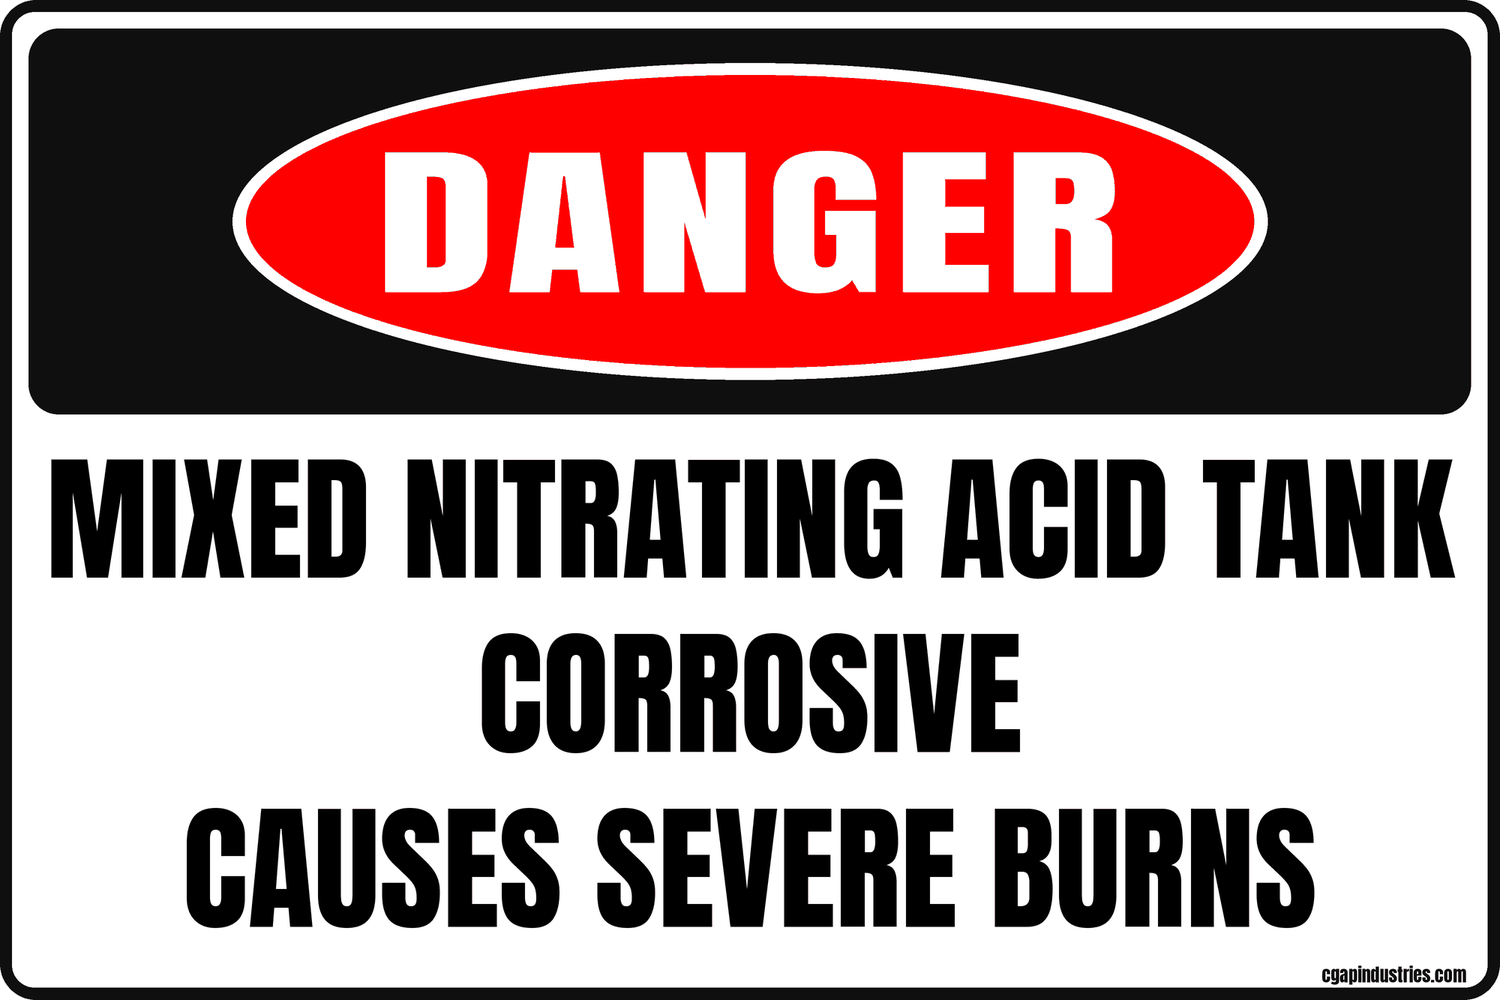 DANGER
MIXED NITRATING ACID TANK
CORROSIVE
CAUSES SEVERE BURNS
cgapindustries.com